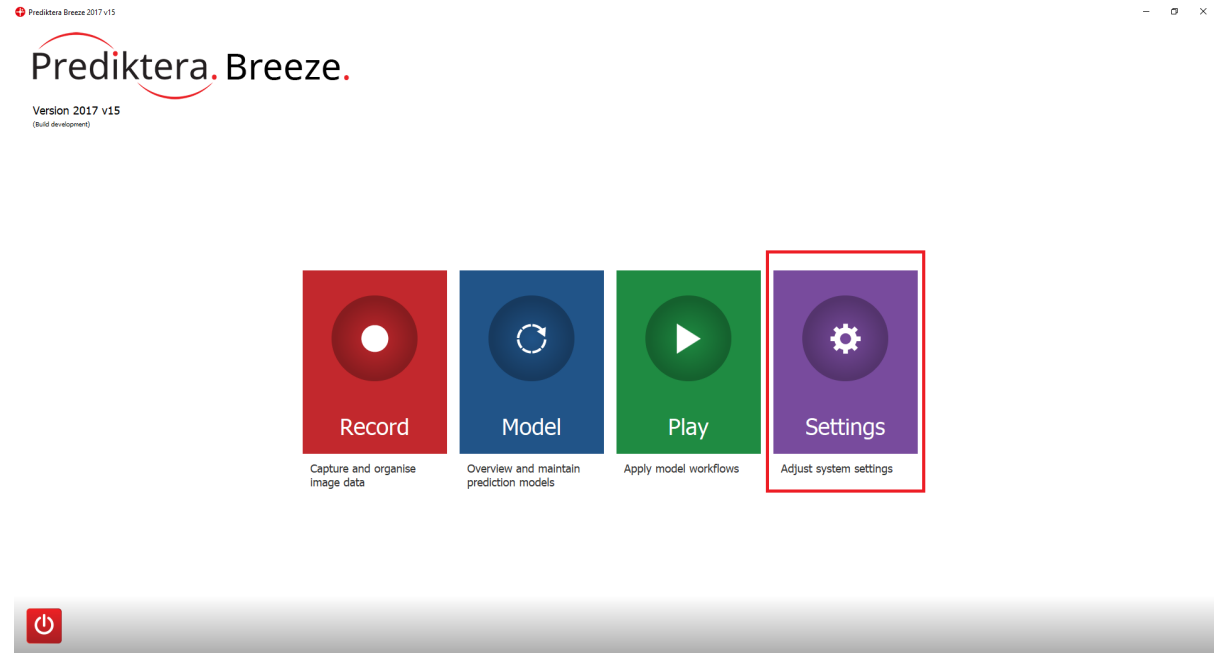 Prediktera Breeze 2017 v15
Prediktera. Breeze.
Version 2017 v15
(Build development)
Record
Capture and organise
image data
Model
Overview and maintain
prediction models
Play
Apply model workflows
Settings
Adjust system settings